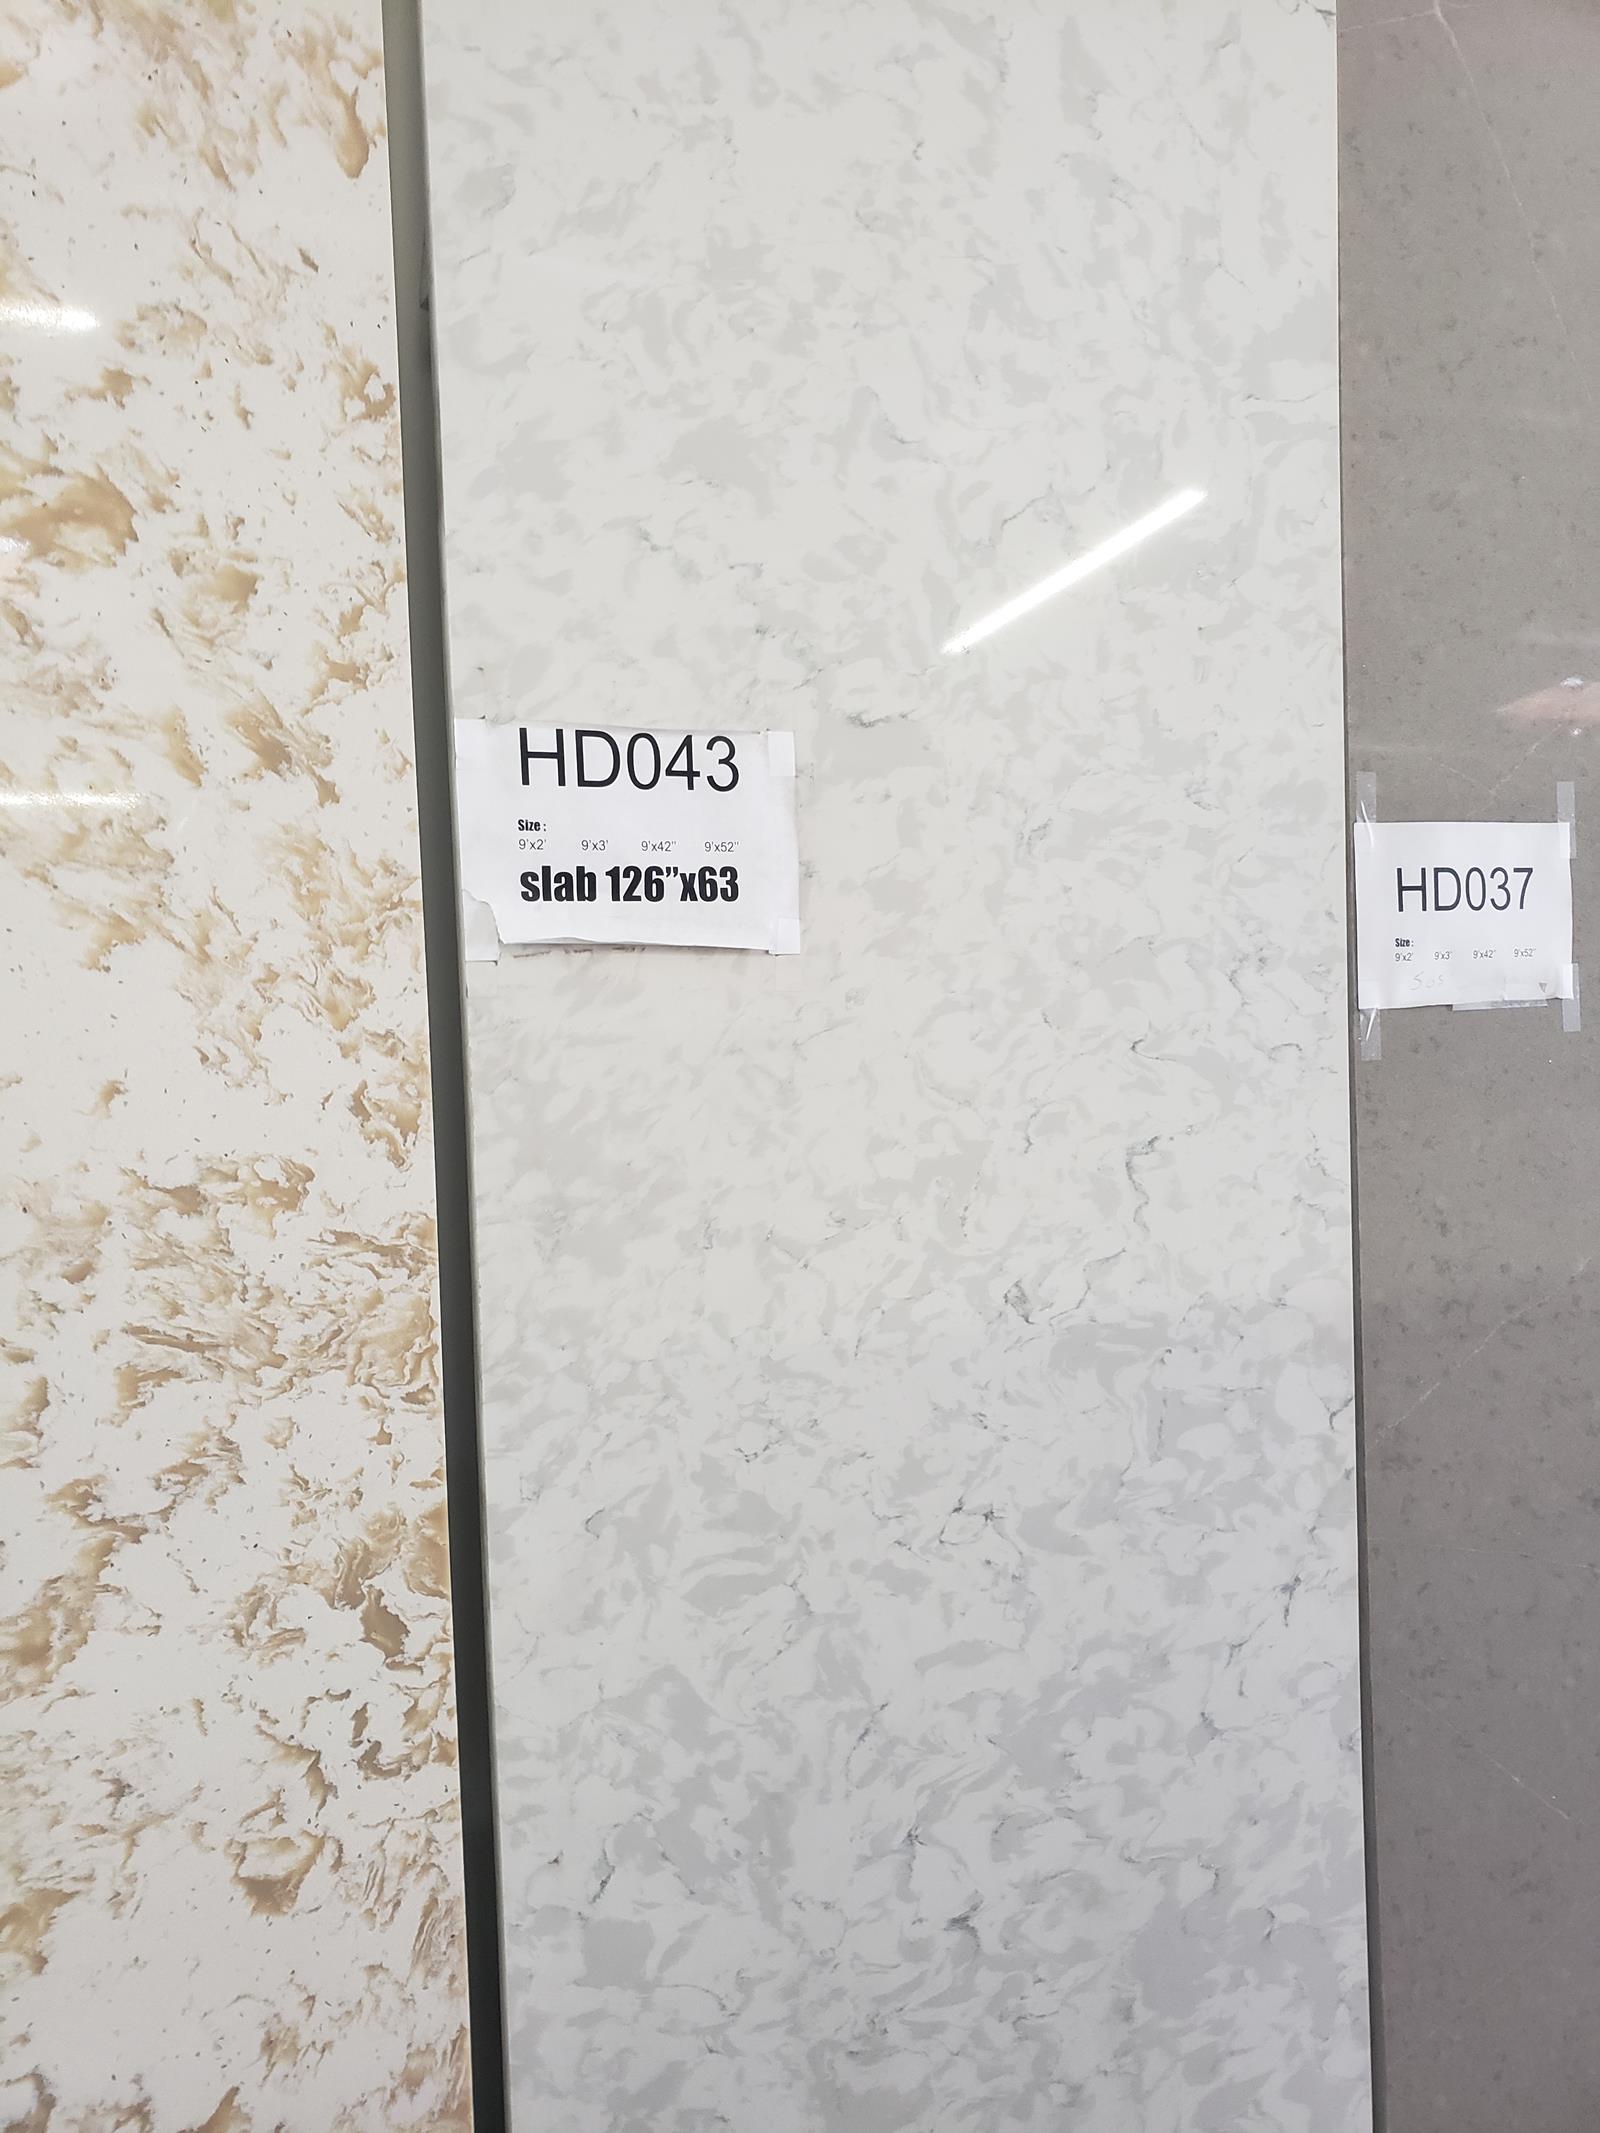 HD043
Size :
9'x2' 9'x3' 9'x42" 9'x52"
slab 126”x63
HD037
Size :
9'x2' 9'x3' 9'x42" 9'x52"